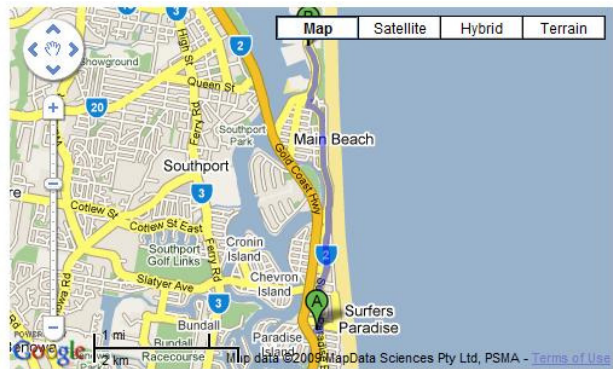 B
Map Satellite Hybrid Terrain
Showground
High St
2
3
Queen St
20
Ferry Rd
Southport Park
Main Beach
Southport
Gold Coast Hwy
3
Cotlew St
Cotlew St East
Ferry Rd
Southport Golf Links
Cronin Island
2
Slatyer Ave
Chevron Island
3
A
Surfers Paradise
Bundall
1 mi
Paradise
Bundall Racecourse
2 km
Google
Map data ©2009 MapData Sciences Pty Ltd, PSMA - Terms of Use